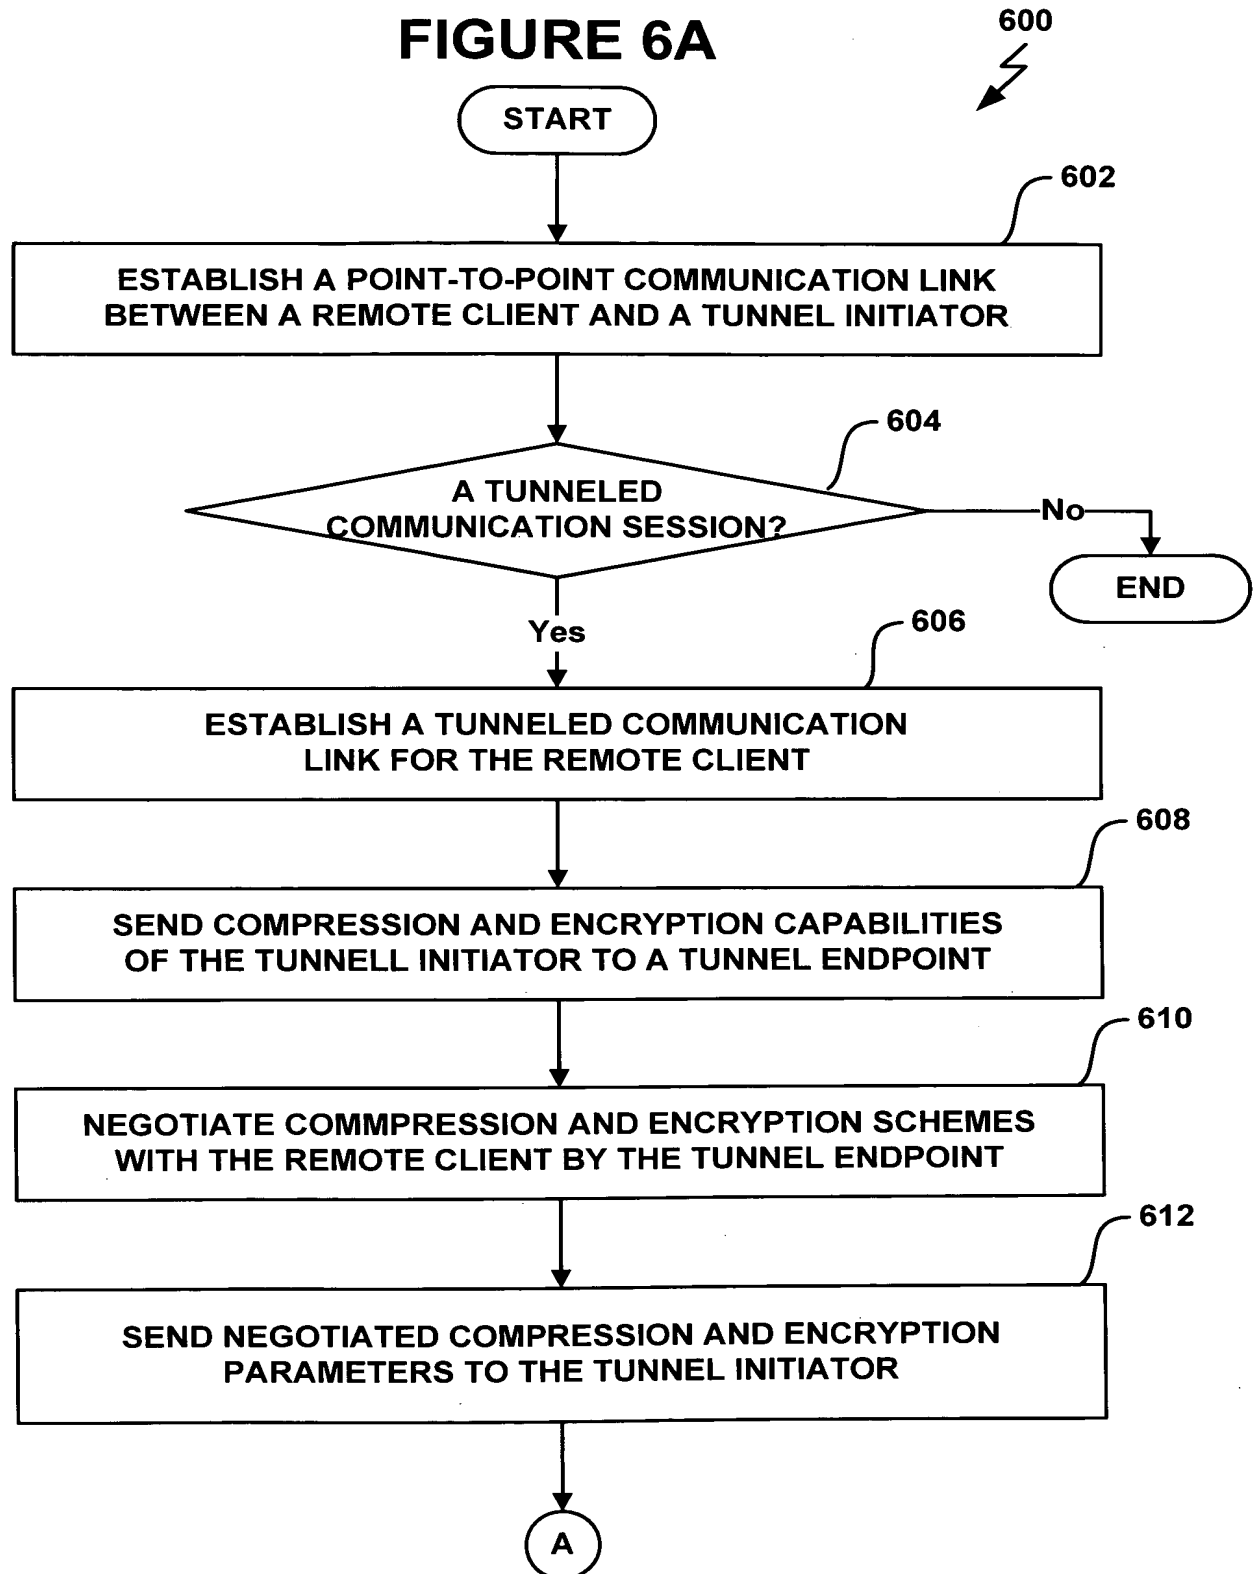 FIGURE 6A
600
START
602
ESTABLISH A POINT-TO-POINT COMMUNICATION LINK
BETWEEN A REMOTE CLIENT AND A TUNNEL INITIATOR
604
A TUNNELED
COMMUNICATION SESSION?
No
END
Yes
606
ESTABLISH A TUNNELED COMMUNICATION
LINK FOR THE REMOTE CLIENT
608
SEND COMPRESSION AND ENCRYPTION CAPABILITIES
OF THE TUNNELL INITIATOR TO A TUNNEL ENDPOINT
610
NEGOTIATE COMMPRESSION AND ENCRYPTION SCHEMES
WITH THE REMOTE CLIENT BY THE TUNNEL ENDPOINT
612
SEND NEGOTIATED COMPRESSION AND ENCRYPTION
PARAMETERS TO THE TUNNEL INITIATOR
A